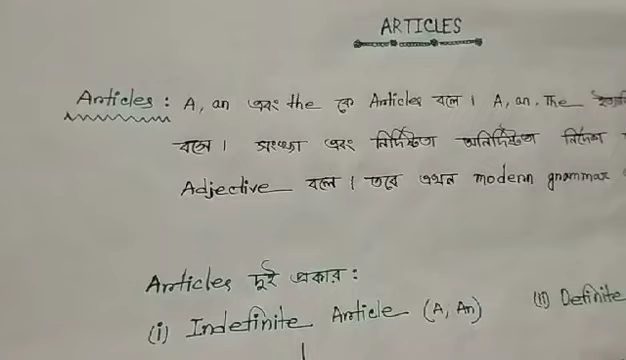 ARTICLES
Articles : A, an এবং the কে Articles বলে । A, an, The
বলে । সংখ্যা এবং নির্দিষ্টতা অনির্দিষ্টতা নির্দেশ
Adjective বলে । তবে এখন modern grammar
Articles দুই প্রকার :
(i) Indefinite Article (A, An) (ii) Definite